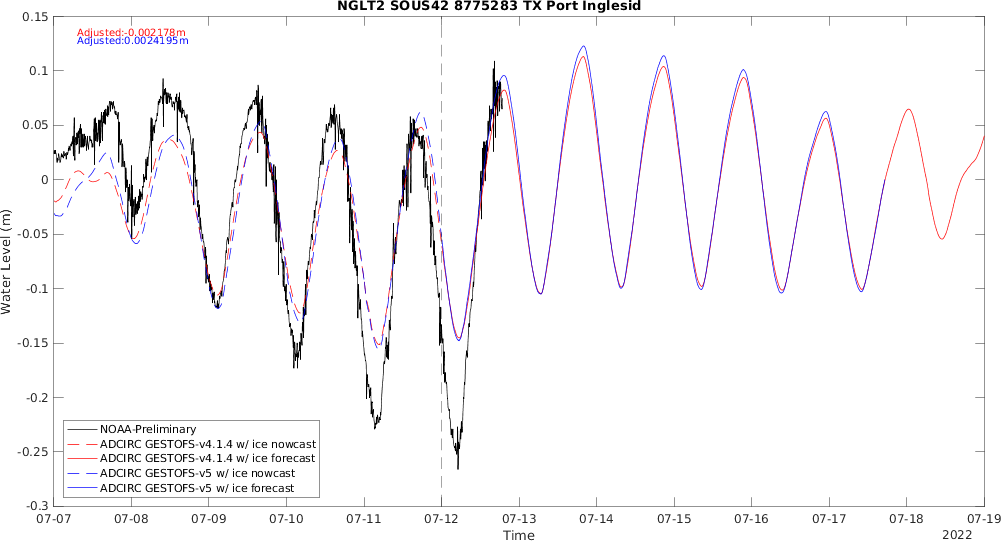 NGLT2 SOUS42 8775283 TX Port Inglesid
Adjusted:-0.002178m
Adjusted:0.0024195m
0.15
0.1
0.05
0
-0.05
-0.1
-0.15
-0.2
-0.25
-0.3
Water Level (m)
NOAA-Preliminary
ADCIRC GESTOFS-v4.1.4 w/ ice nowcast
ADCIRC GESTOFS-v4.1.4 w/ ice forecast
ADCIRC GESTOFS-v5 w/ ice nowcast
ADCIRC GESTOFS-v5 w/ ice forecast
07-07 07-08 07-09 07-10 07-11 07-12 07-13 07-14 07-15 07-16 07-17 07-18 07-19
Time
2022